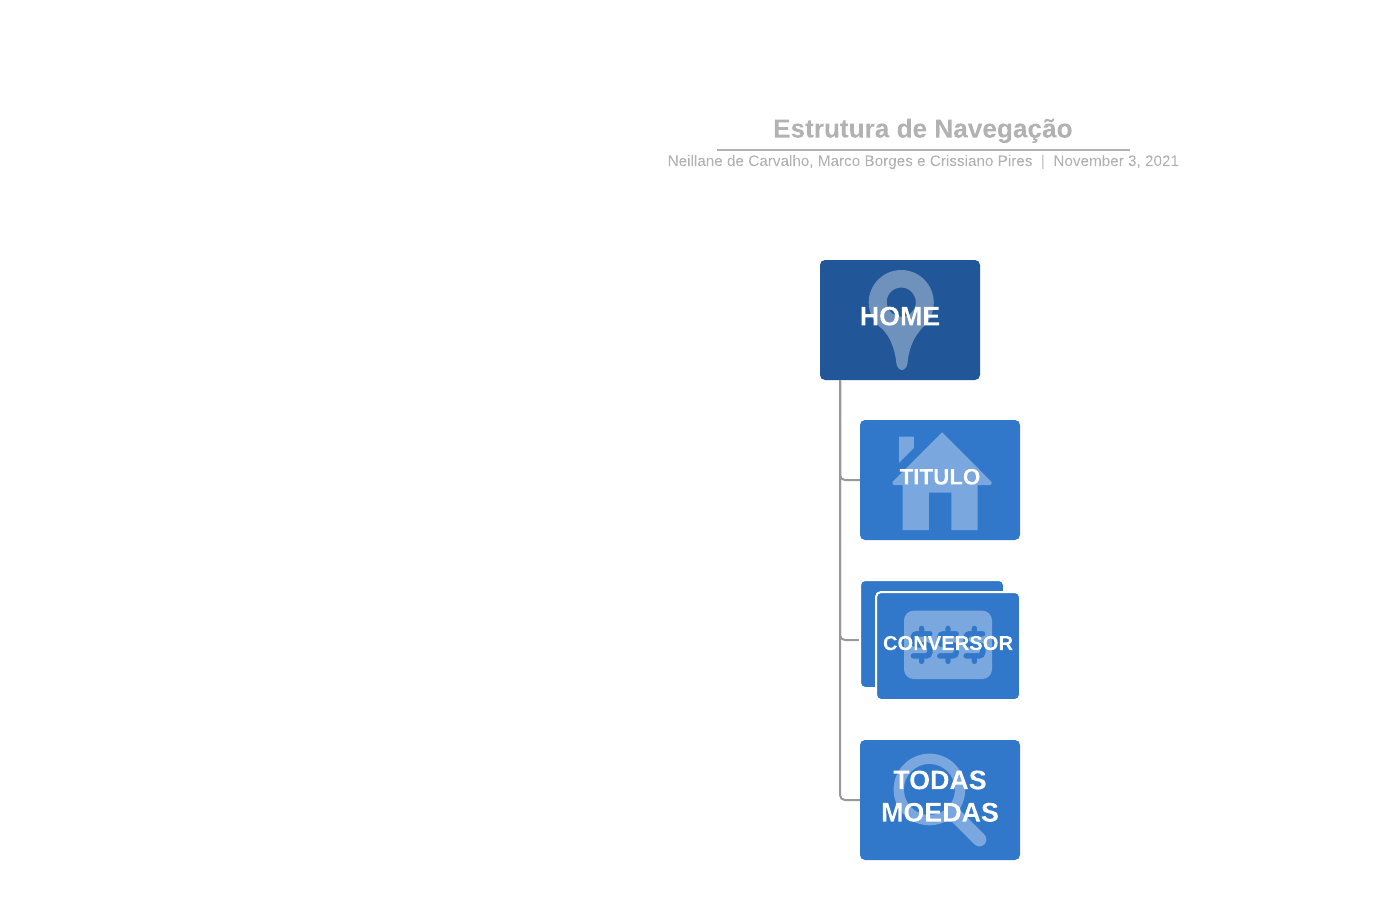 Estrutura de Navegação
Neillane de Carvalho, Marco Borges e Crissiano Pires | November 3, 2021
HOME
TITULO
$$$
CONVERSOR
TODAS
MOEDAS